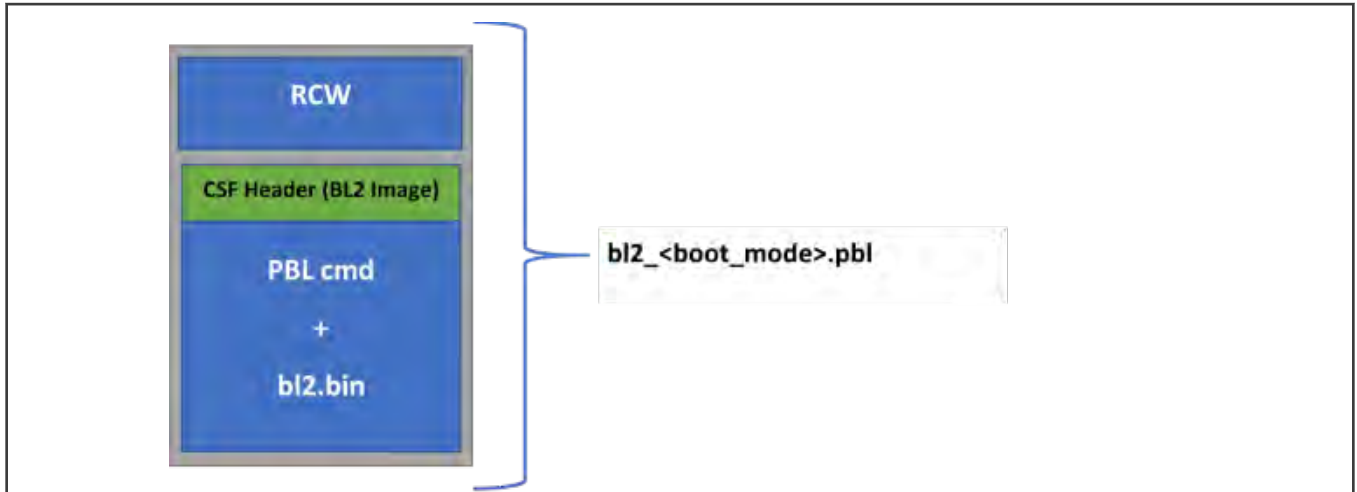 RCW
CSF Header (BL2 Image)
PBL cmd
+
bl2.bin
bl2_<boot_mode>.pbl